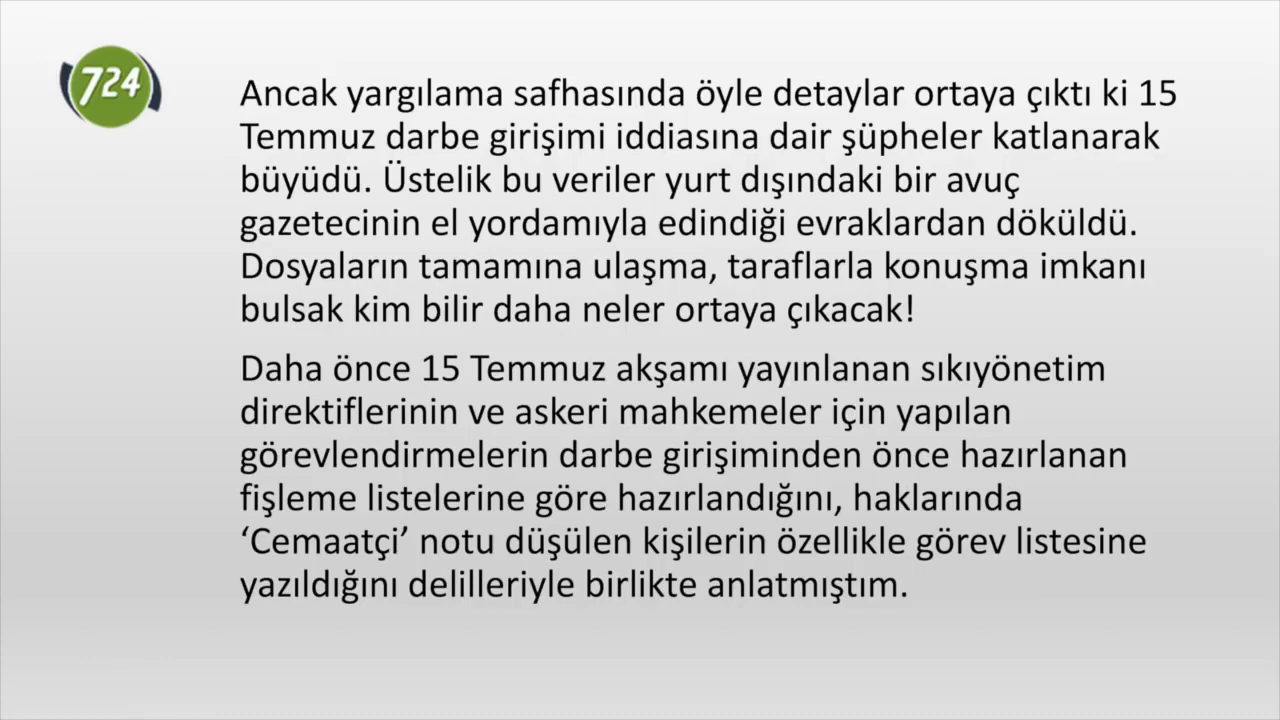 724
Ancak yargılama safhasında öyle detaylar ortaya çıktı ki 15
Temmuz darbe girişimi iddiasına dair şüpheler katlanarak
büyüdü. Üstelik bu veriler yurt dışındaki bir avuç
gazetecinin el yordamıyla edindiği evraklardan döküldü.
Dosyaların tamamına ulaşma, taraflarla konuşma imkanı
bulsak kim bilir daha neler ortaya çıkacak!
Daha önce 15 Temmuz akşamı yayınlanan sıkıyönetim
direktiflerinin ve askeri mahkemeler için yapılan
görevlendirmelerin darbe girişiminden önce hazırlanan
fişleme listelerine göre hazırlandığını, haklarında
‘Cemaatçi’ notu düşülen kişilerin özellikle görev listesine
yazıldığını delilleriyle birlikte anlatmıştım.